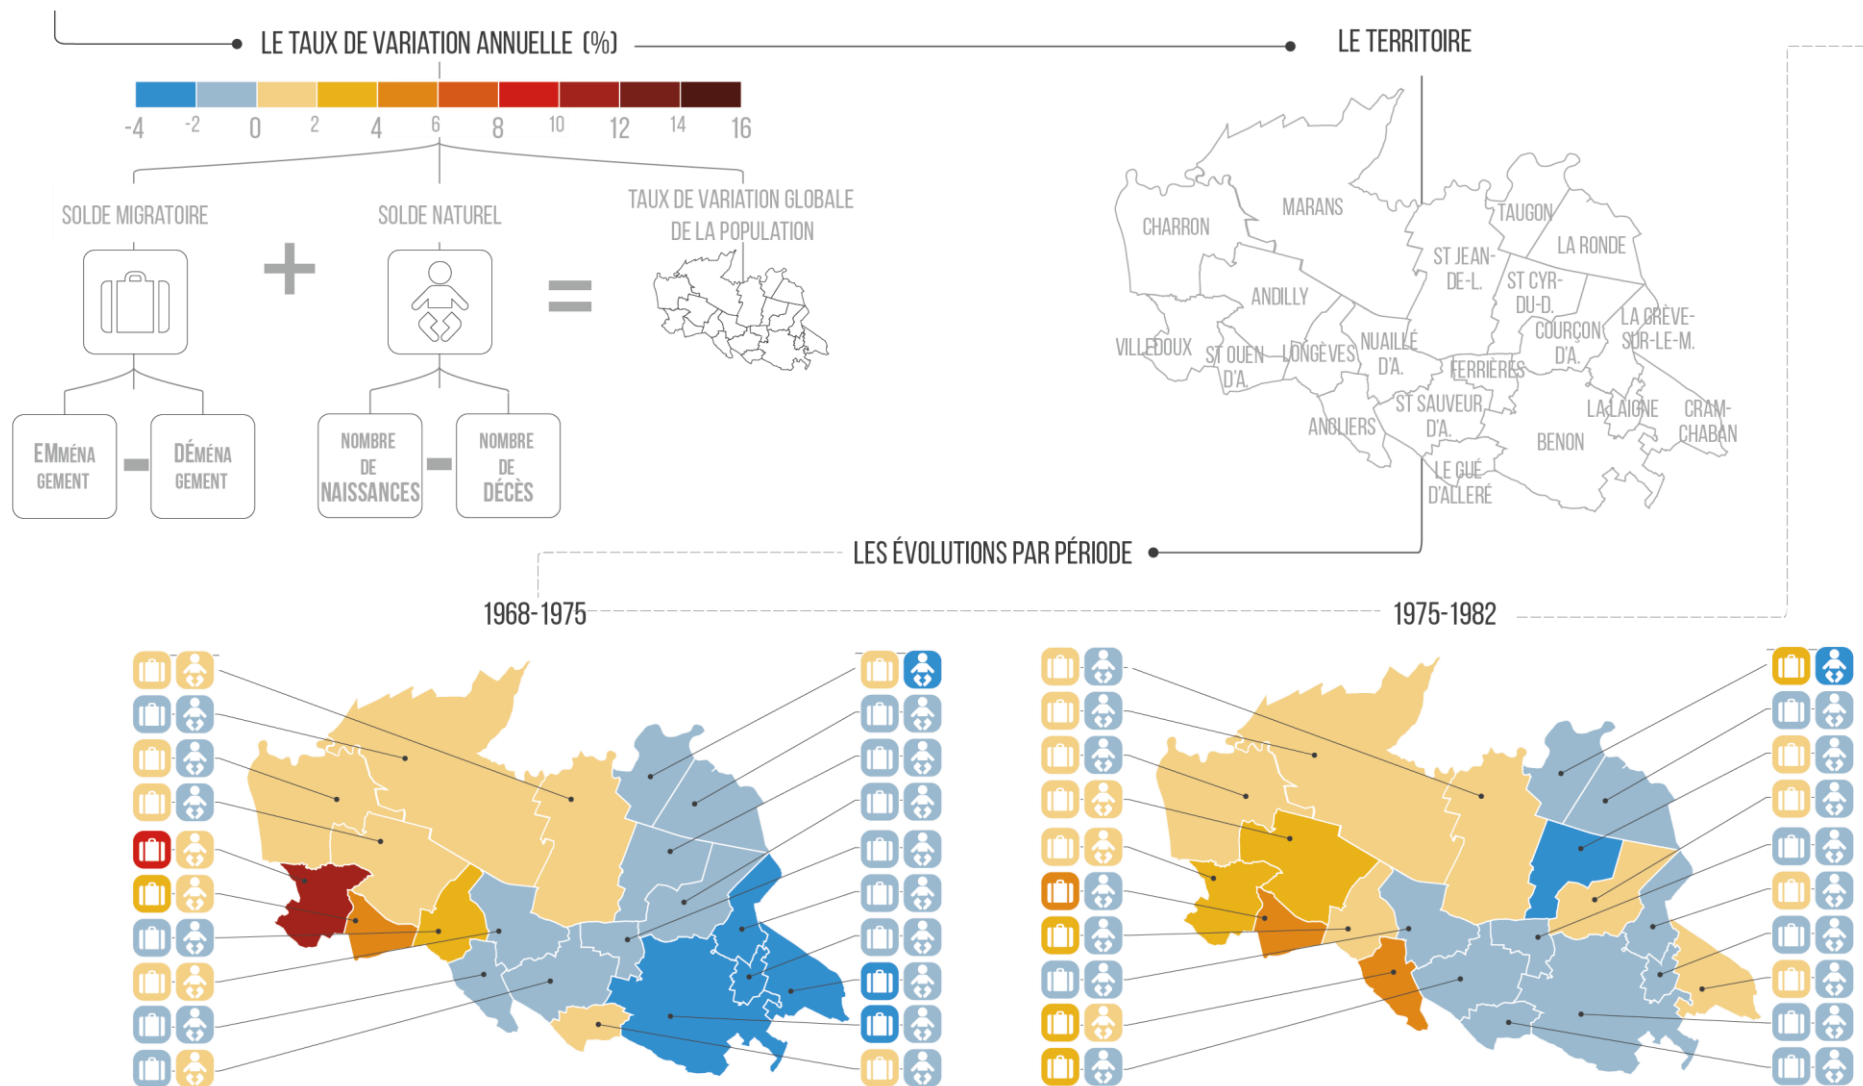 LE TAUX DE VARIATION ANNUELLE (%)
LE TERRITOIRE
-4 -2 0 2 4 6 8 10 12 14 16
SOLDE MIGRATOIRE
SOLDE NATUREL
TAUX DE VARIATION GLOBALE
DE LA POPULATION
EMMÉNA
GEMENT
DÉMÉNA
GEMENT
NOMBRE
DE
NAISSANCES
NOMBRE
DE
DÉCÈS
CHARRON
MARANS
TAUGON
LA RONDE
ST JEAN-
DE-L.
ST CYR-
DU-D.
ANDILLY
LA GRÈVE-
SUR-LE-M.
COURÇON
D'A.
VILLEDOUX
ST OUEN
D'A.
LONGÈVES
NUAILLÉ
D'A.
FERRIÈRES
ST SAUVEUR
D'A.
LA LAIGNE
CRAM-
CHABAN
ANGLIERS
BENON
LE GUÉ
D'ALLERÉ
LES ÉVOLUTIONS PAR PÉRIODE
1968-1975
1975-1982